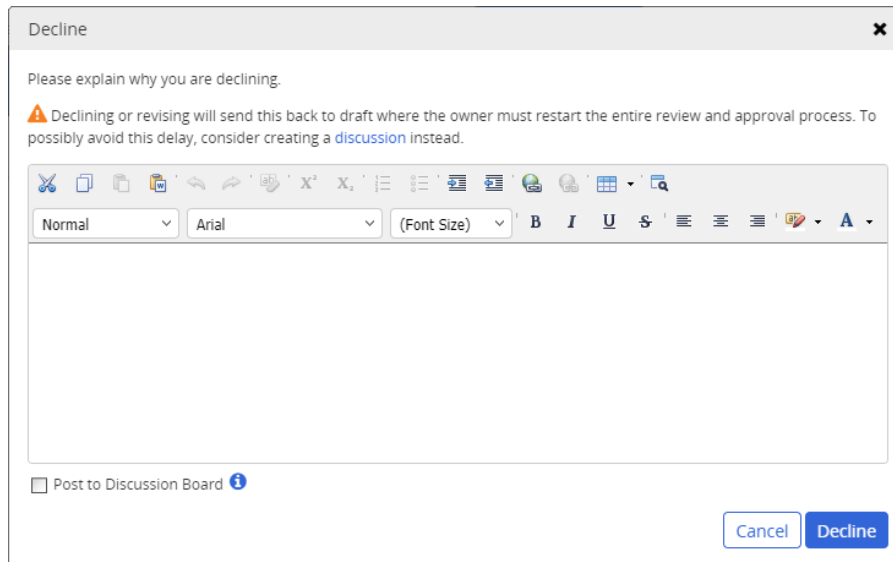 Decline
Please explain why you are declining.
Declining or revising will send this back to draft where the owner must restart the entire review and approval process. To
possibly avoid this delay, consider creating a discussion instead.
X² X₂
Normal Arial (Font Size) B I U S A
Post to Discussion Board
Cancel Decline